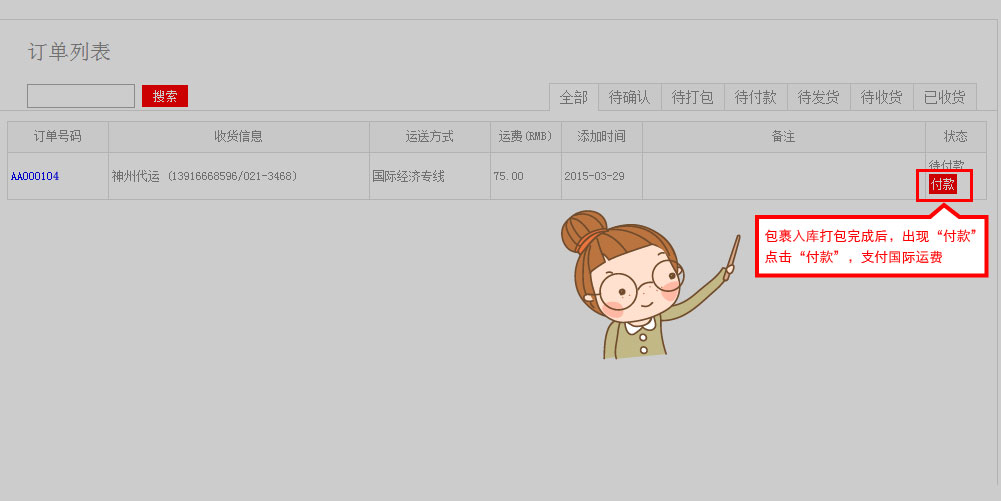 订单列表
搜索
全部 待确认 待打包 待付款 待发货 待收货 已收货
订单号码 收货信息 运送方式 运费(RMB) 添加时间 备注 状态
AA000104 神州代运 (13916668596/021-3468) 国际经济专线 75.00 2015-03-29 待付款
付款
包裹入库打包完成后，出现“付款”
点击“付款”，支付国际运费